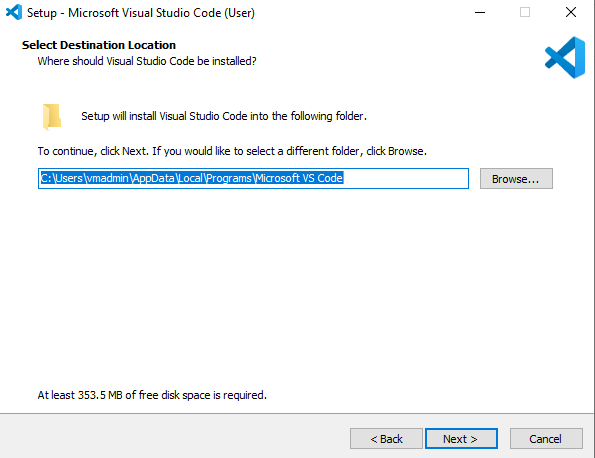 Setup - Microsoft Visual Studio Code (User)
Select Destination Location
Where should Visual Studio Code be installed?
Setup will install Visual Studio Code into the following folder.
To continue, click Next. If you would like to select a different folder, click Browse.
C:\Users\vmadmin\AppData\Local\Programs\Microsoft VS Code
Browse...
At least 353.5 MB of free disk space is required.
< Back
Next >
Cancel